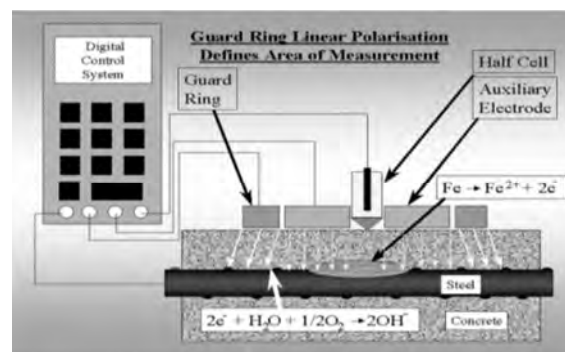 Guard Ring Linear Polarisation
Defines Area of Measurement
Digital
Control
System
Guard
Ring
Half Cell
Auxiliary
Electrode
Fe → Fe²⁺ + 2e⁻
Steel
2e⁻ + H₂O + 1/2O₂ → 2OH⁻
Concrete